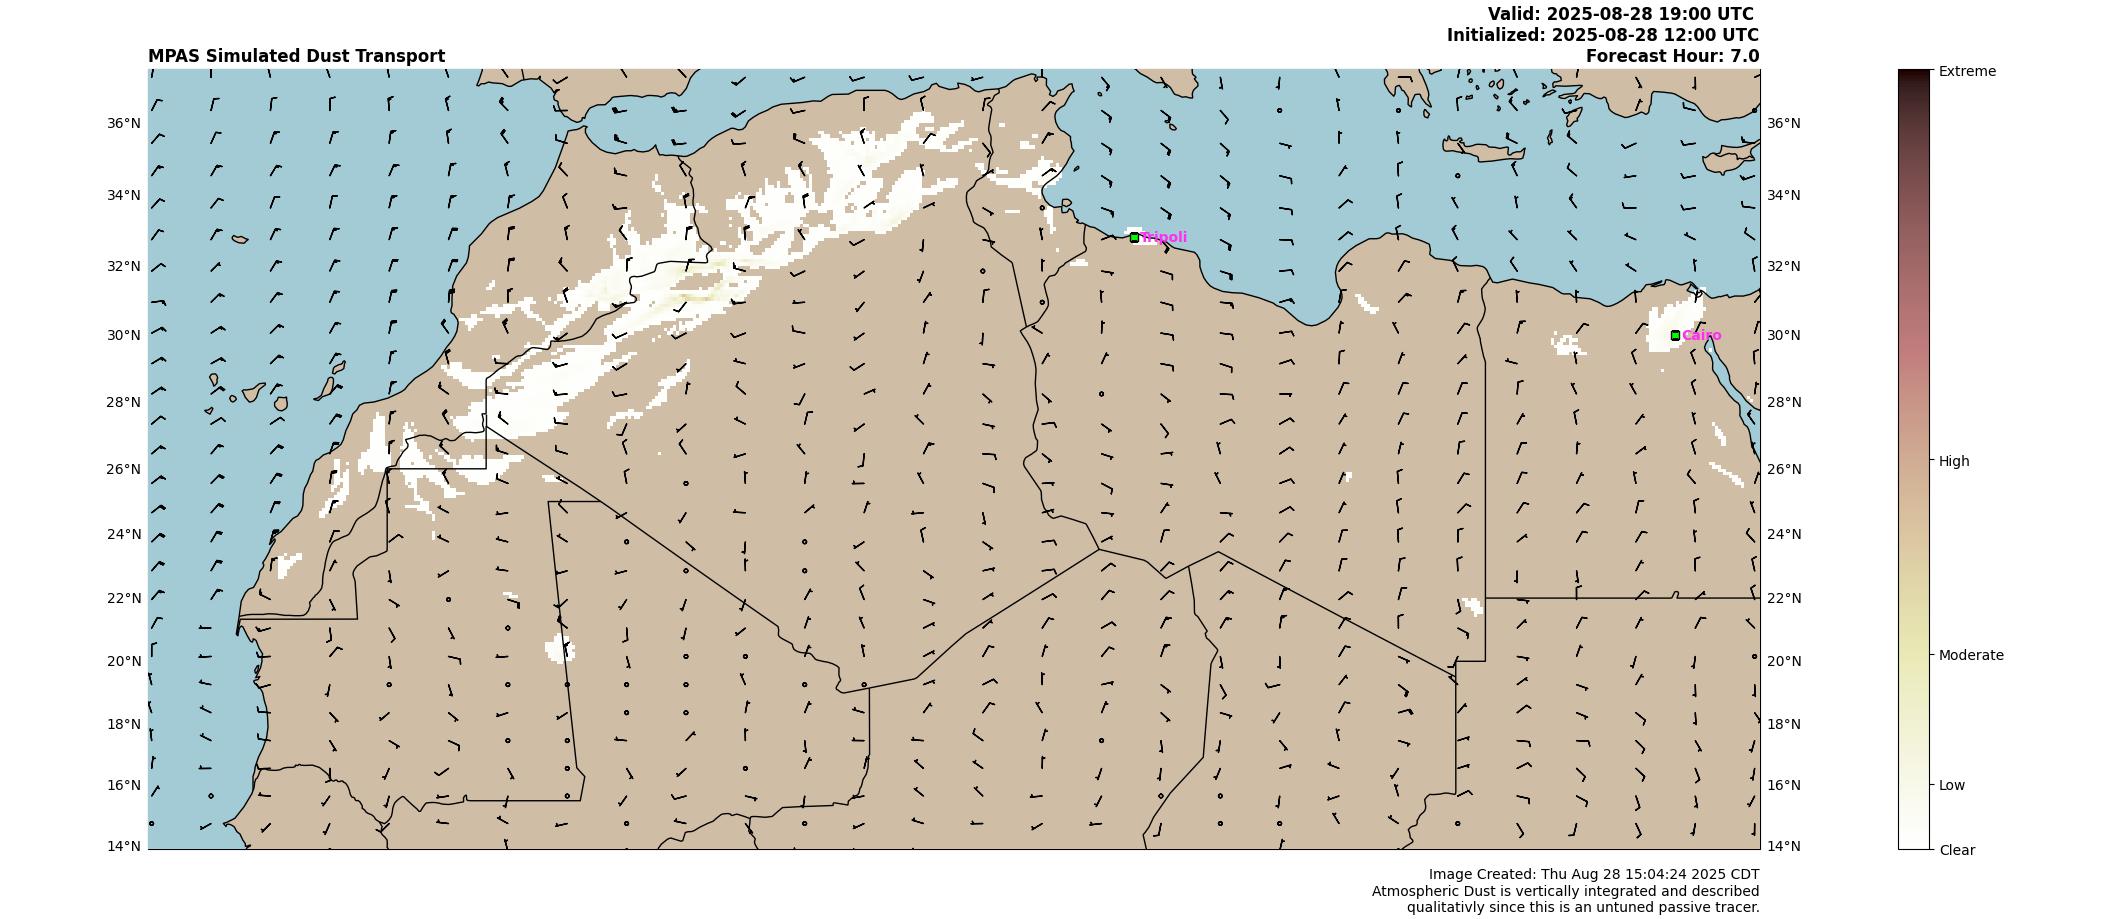 Valid: 2025-08-28 19:00 UTC
Initialized: 2025-08-28 12:00 UTC
MPAS Simulated Dust Transport
Forecast Hour: 7.0
Extreme
36°N
36°N
34°N
34°N
Tripoli
32°N
32°N
30°N
Cairo
30°N
28°N
28°N
26°N
26°N
High
24°N
24°N
22°N
22°N
20°N
20°N
Moderate
18°N
18°N
16°N
16°N
Low
14°N
14°N
Clear
Image Created: Thu Aug 28 15:04:24 2025 CDT
Atmospheric Dust is vertically integrated and described
qualitativly since this is an untuned passive tracer.